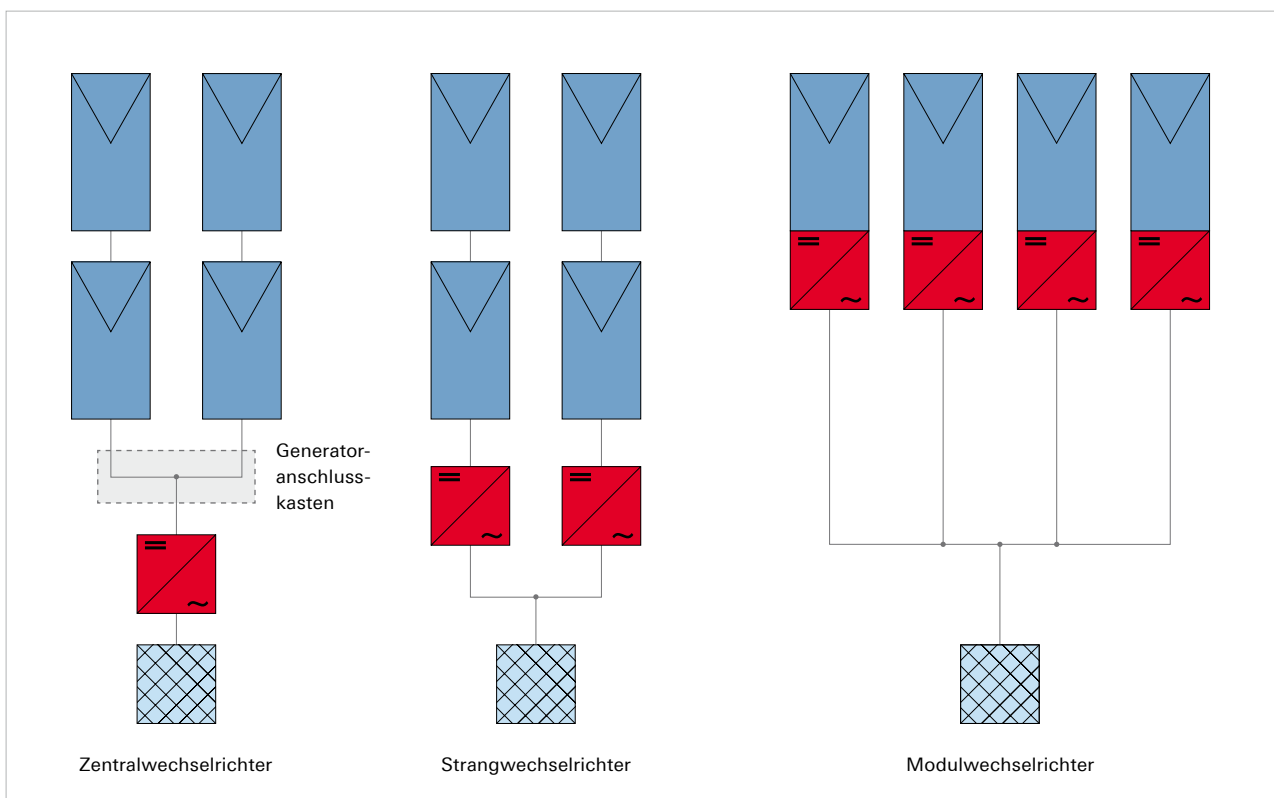 Generator-
anschluss-
kasten
Zentralwechselrichter
Strangwechselrichter
Modulwechselrichter